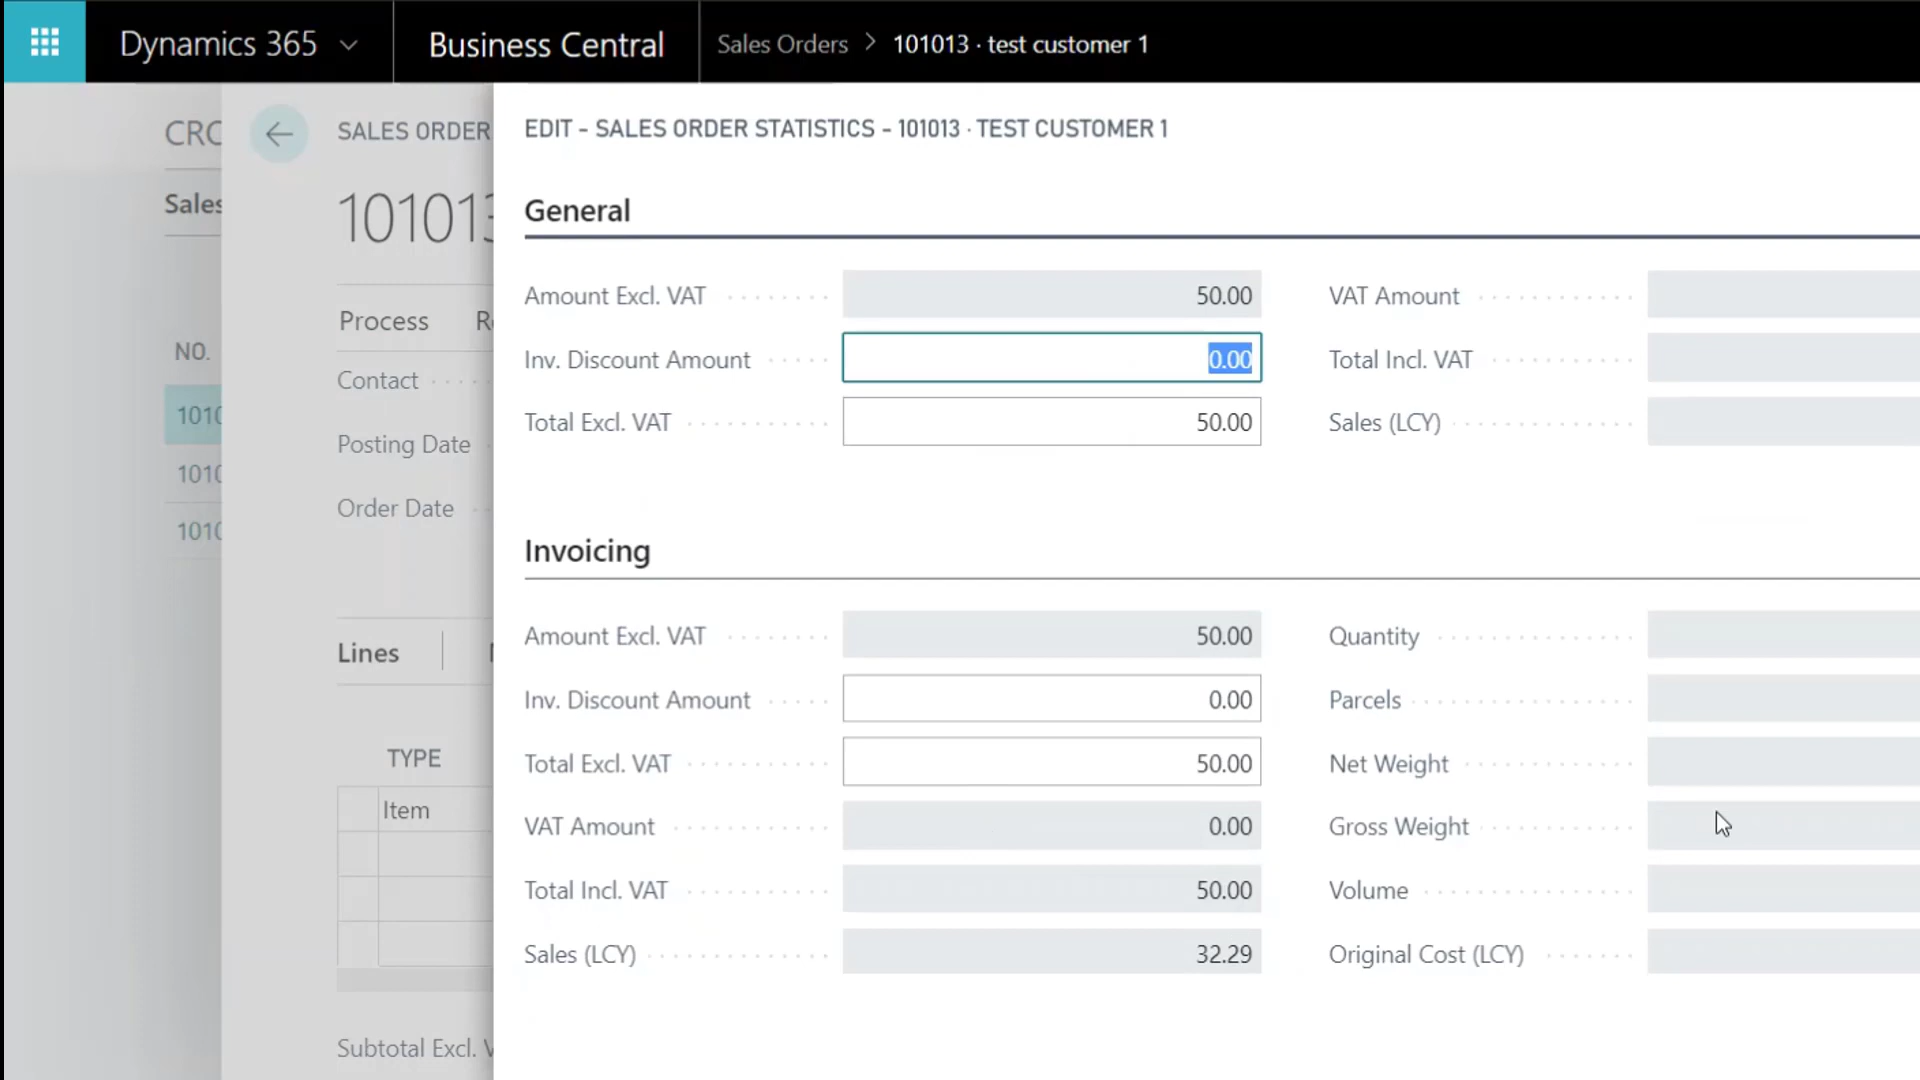 Dynamics 365 Business Central Sales Orders > 101013 · test customer 1
CRO
SALES ORDER
EDIT - SALES ORDER STATISTICS - 101013 · TEST CUSTOMER 1
Sales
101013
General
Process
NO.
Contact
1010
Posting Date
1010
Order Date
1010
Amount Excl. VAT 50.00 VAT Amount
Inv. Discount Amount 0.00 Total Incl. VAT
Total Excl. VAT 50.00 Sales (LCY)
Invoicing
Lines
TYPE
Item
Subtotal Excl. V
Amount Excl. VAT 50.00 Quantity
Inv. Discount Amount 0.00 Parcels
Total Excl. VAT 50.00 Net Weight
VAT Amount 0.00 Gross Weight
Total Incl. VAT 50.00 Volume
Sales (LCY) 32.29 Original Cost (LCY)